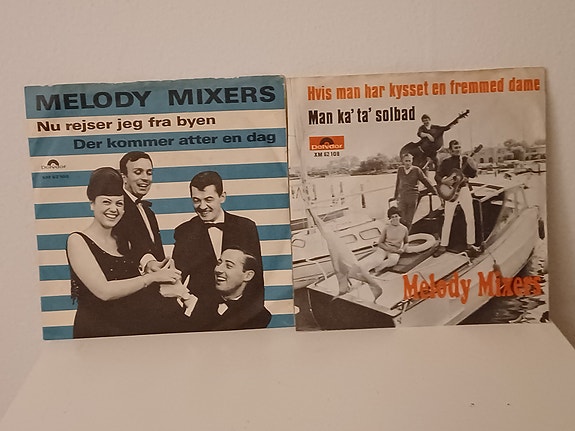 MELODY MIXERS
Nu rejser jeg fra byen
Der kommer atter en dag
Polydor
Hvis man har kysset en fremmed dame
Man ka' ta' solbad
Polydor
XM 62 108
Melody Mixers